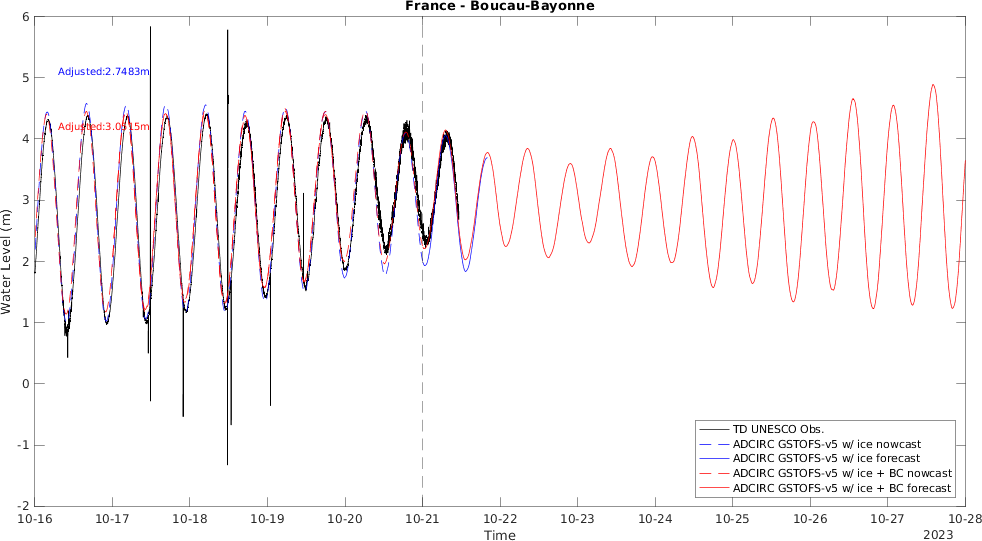 France - Boucau-Bayonne
Water Level (m)
6
5
4
3
2
1
0
-1
-2
Adjusted:2.7483m
Adjusted:3.0515m
TD UNESCO Obs.
ADCIRC GSTOFS-v5 w/ ice nowcast
ADCIRC GSTOFS-v5 w/ ice forecast
ADCIRC GSTOFS-v5 w/ ice + BC nowcast
ADCIRC GSTOFS-v5 w/ ice + BC forecast
10-16 10-17 10-18 10-19 10-20 10-21 10-22 10-23 10-24 10-25 10-26 10-27 10-28
Time
2023